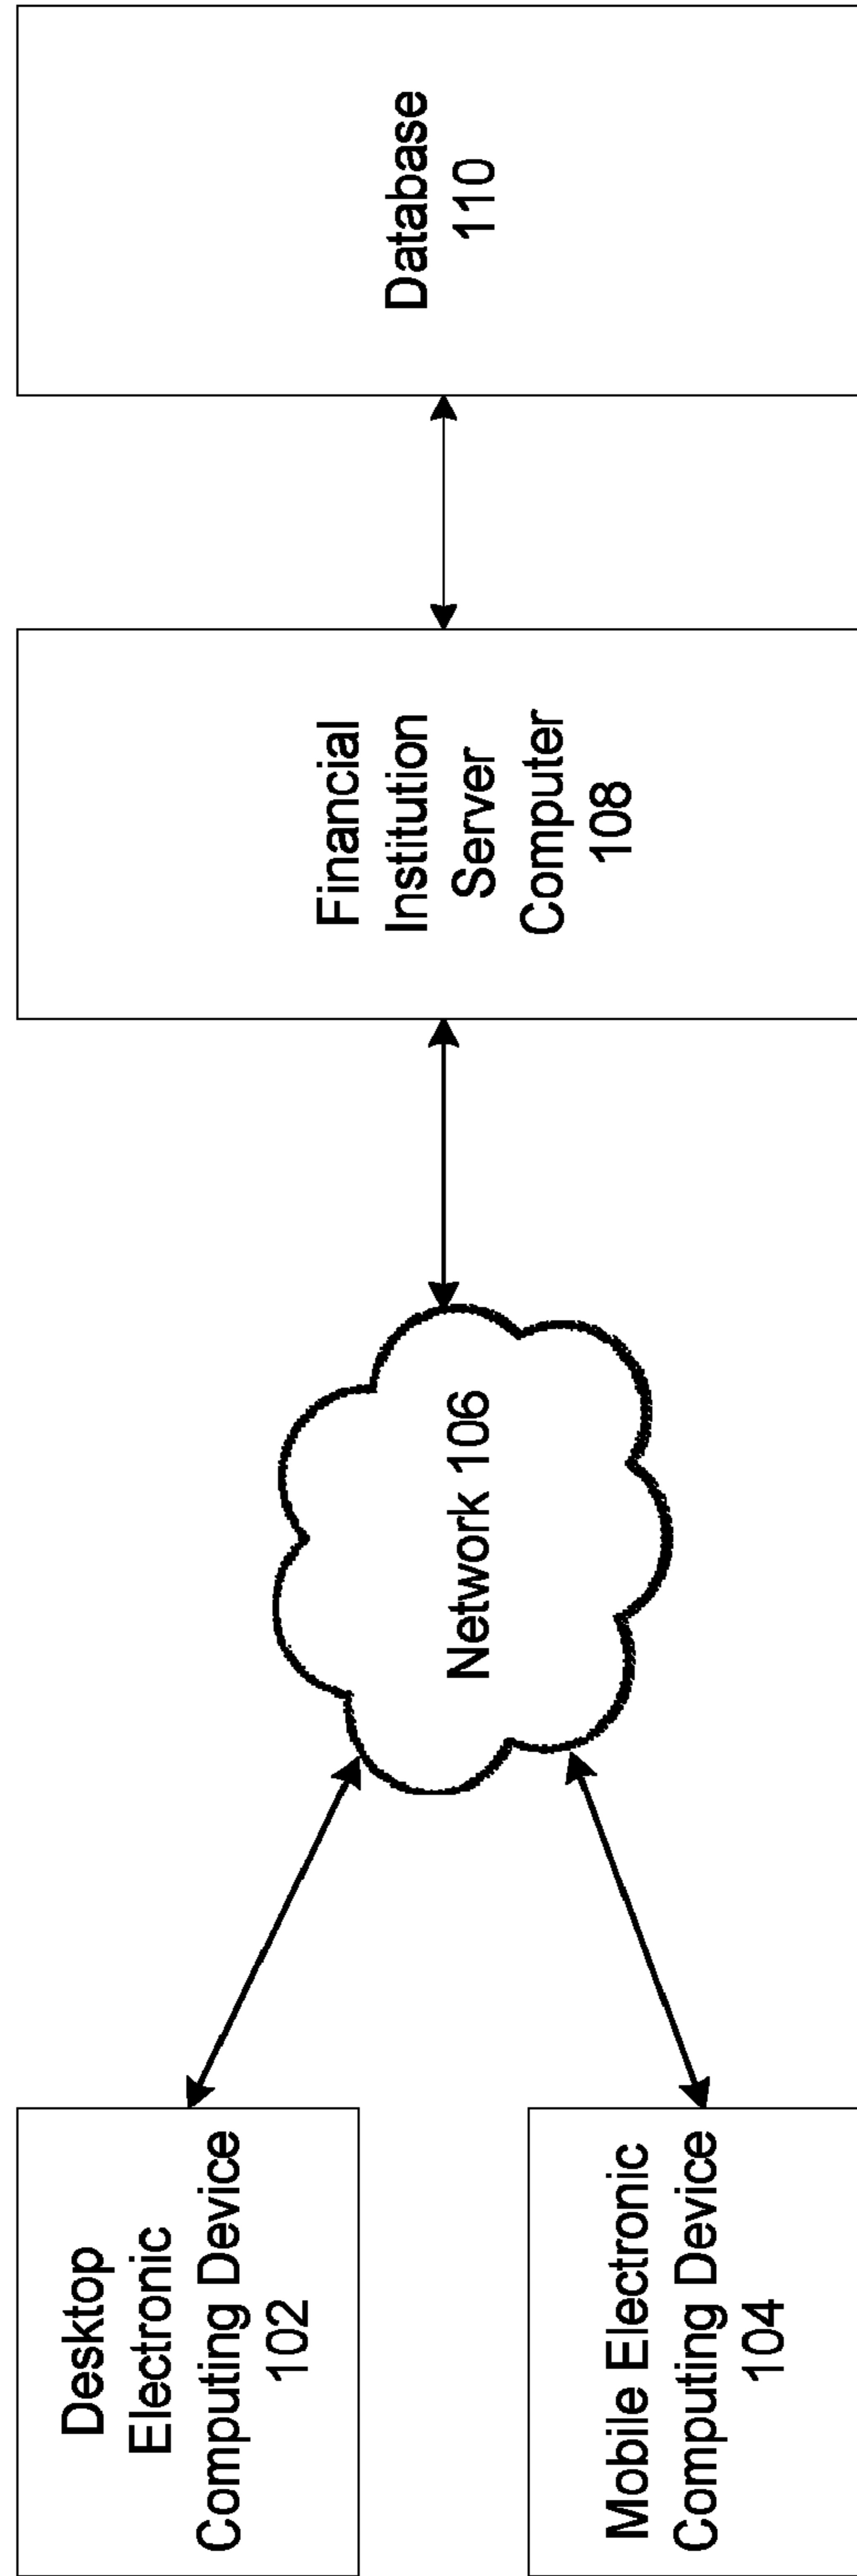 Desktop
Electronic
Computing Device
102
Mobile Electronic
Computing Device
104
Network 106
Financial
Institution
Server
Computer
108
Database
110